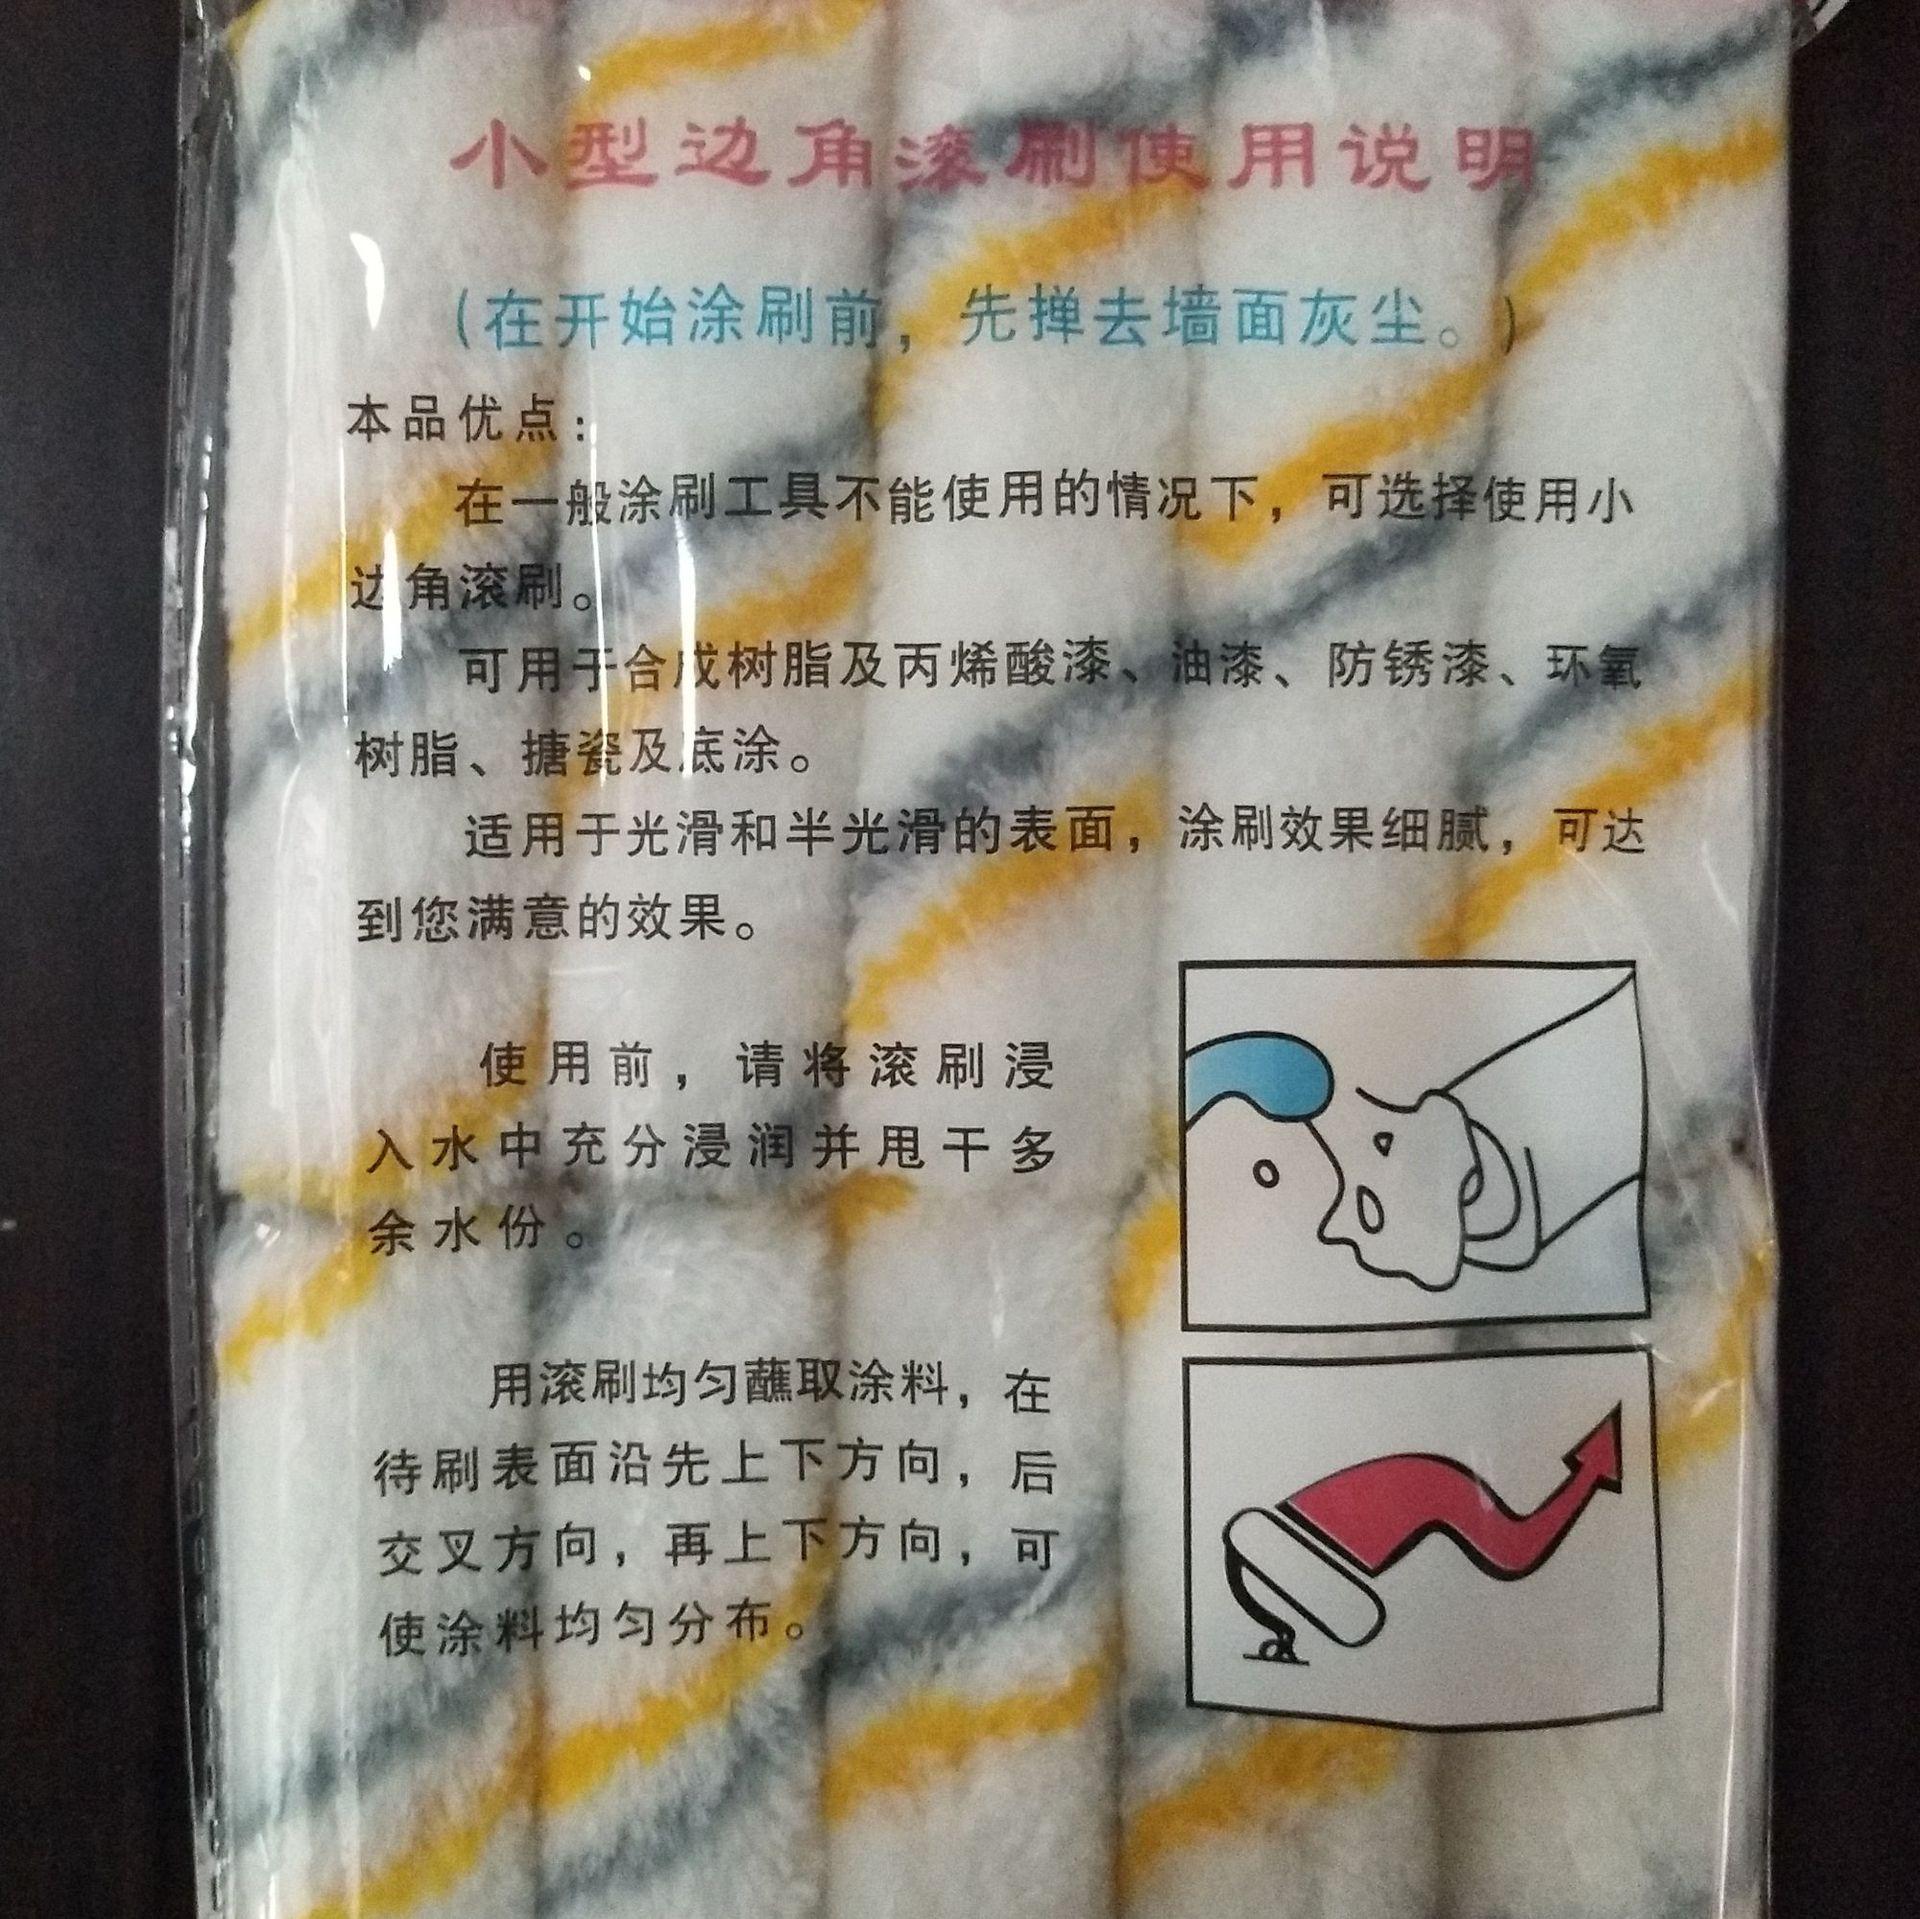 小型边角滚刷使用说明
(在开始涂刷前，先掸去墙面灰尘。)
本品优点：
在一般涂刷工具不能使用的情况下，可选择使用小
边角滚刷。
可用于合成树脂及丙烯酸漆、油漆、防锈漆、环氧
树脂、搪瓷及底涂。
适用于光滑和半光滑的表面，涂刷效果细腻，可达
到您满意的效果。
使用前，请将滚刷浸
入水中充分浸润并甩干多
余水份。
用滚刷均匀蘸取涂料，在
待刷表面沿先上下方向，后
交叉方向，再上下方向，可
使涂料均匀分布。